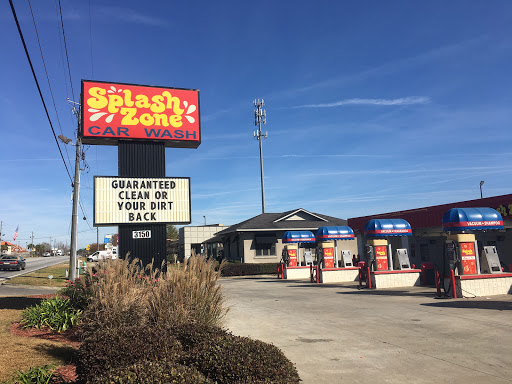 Splash
Zone
CAR WASH
GUARANTEED
CLEAN OR
YOUR DIRT
BACK
3150